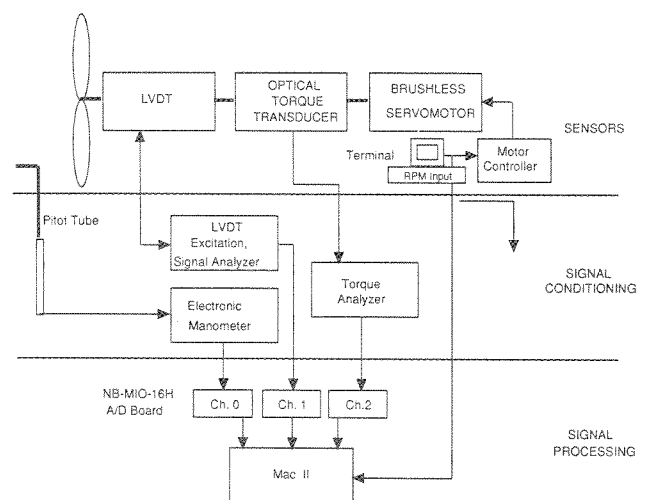 LVDT
OPTICAL
TORQUE
TRANSDUCER
BRUSHLESS
SERVOMOTOR
SENSORS
Terminal
RPM Input
Motor
Controller
Pitot Tube
LVDT
Excitation,
Signal Analyzer
Electronic
Manometer
Torque
Analyzer
SIGNAL
CONDITIONING
NB-MIO-16H
A/D Board
Ch. 0
Ch. 1
Ch.2
Mac II
SIGNAL
PROCESSING